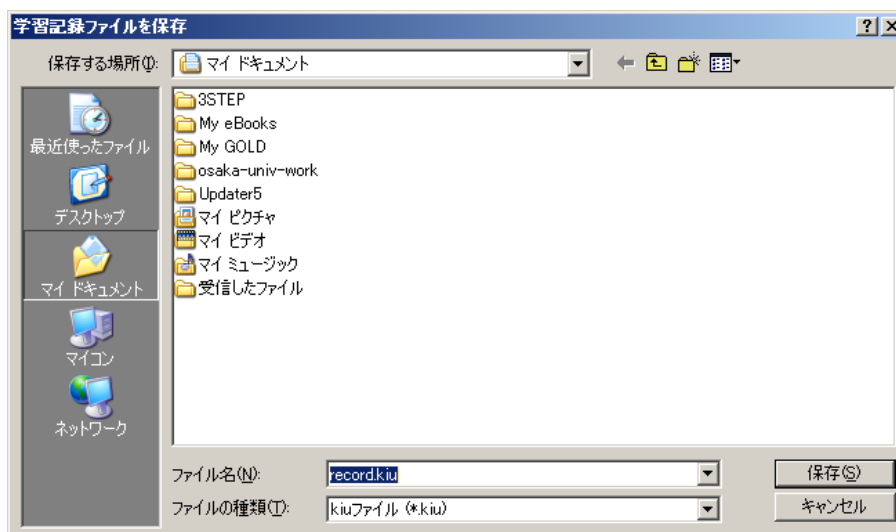 学習記録ファイルを保存
保存する場所(I):
マイ ドキュメント
最近使ったファイル
デスクトップ
マイ ドキュメント
マイコン
ネットワーク
3STEP
My eBooks
My GOLD
osaka-univ-work
Updater5
マイ ピクチャ
マイ ビデオ
マイ ミュージック
受信したファイル
ファイル名(N):
record.kiu
保存(S)
ファイルの種類(T):
kiuファイル (*.kiu)
キャンセル